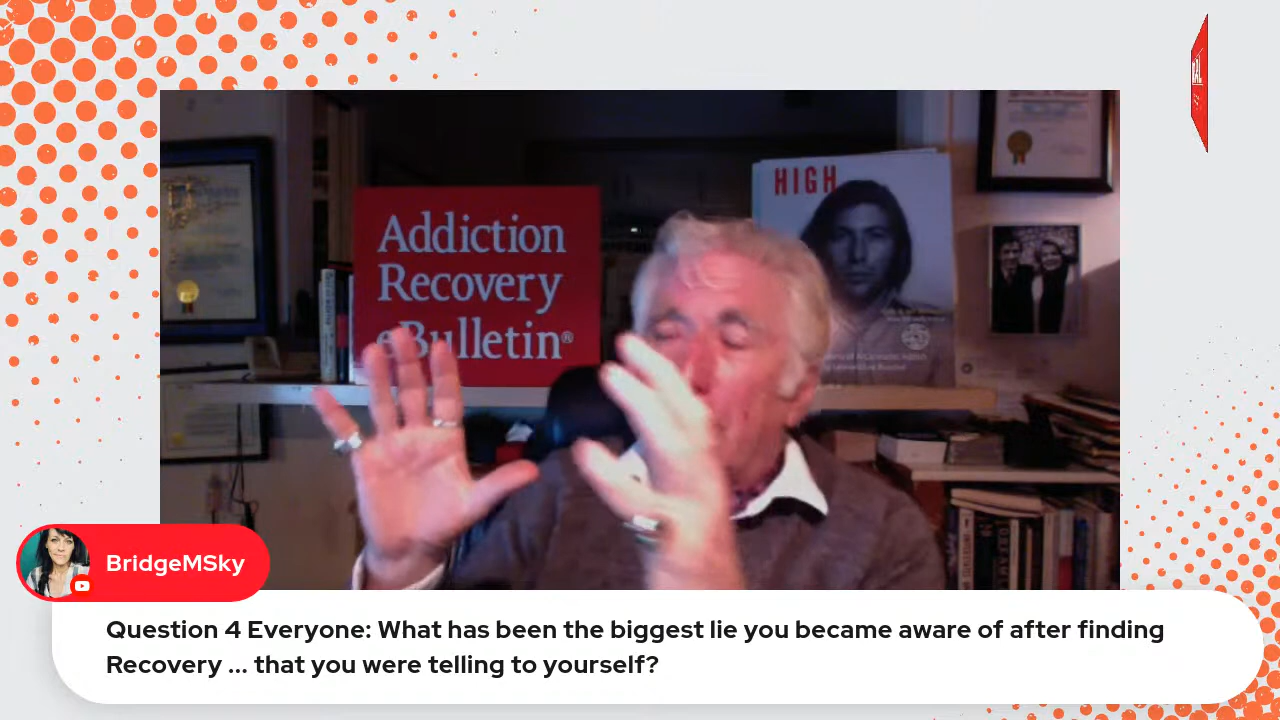 HIGH
Addiction
Recovery
eBulletin®
BridgeMSky
Question 4 Everyone: What has been the biggest lie you became aware of after finding
Recovery ... that you were telling to yourself?